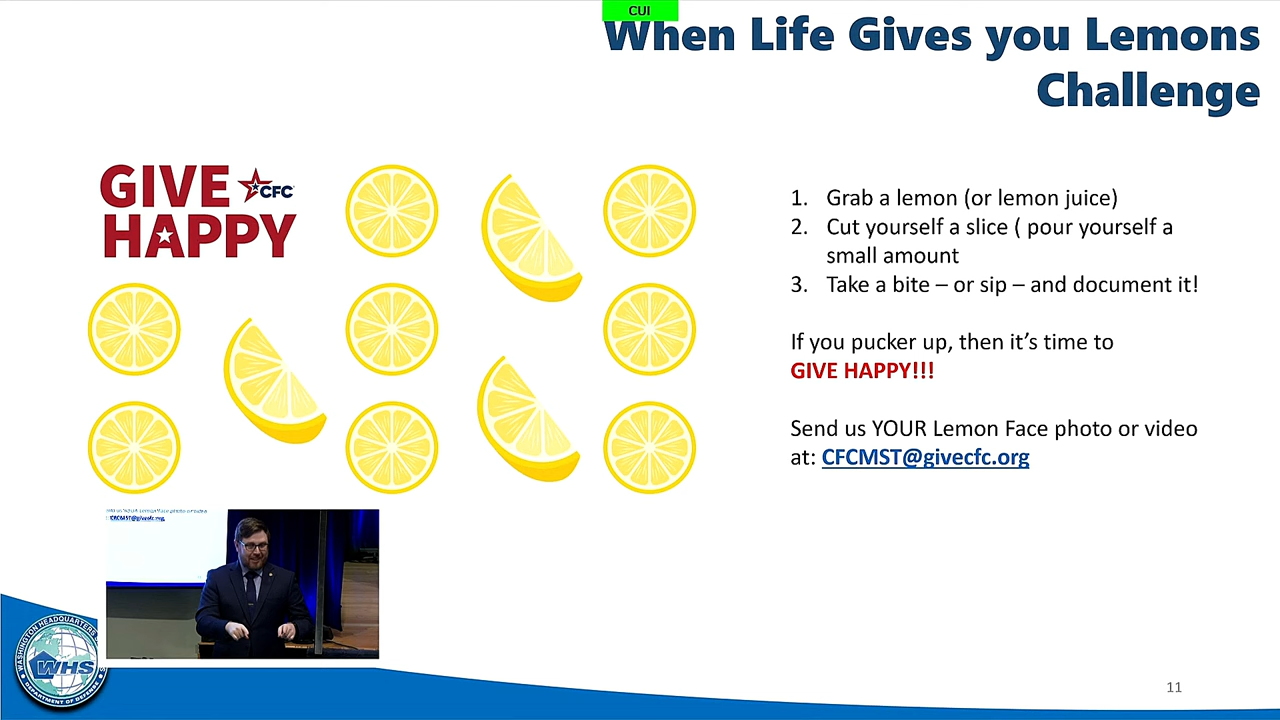 CUI
When Life Gives you Lemons
Challenge
GIVE
CFC
HAPPY
1. Grab a lemon (or lemon juice)
2. Cut yourself a slice ( pour yourself a
small amount
3. Take a bite – or sip – and document it!
If you pucker up, then it’s time to
GIVE HAPPY!!!
Send us YOUR Lemon Face photo or video
at: CFCMST@givecfc.org
CFCMST@givecfc.org
WASHINGTON HEADQUARTERS
WHS
DEPARTMENT OF DEFENSE
11